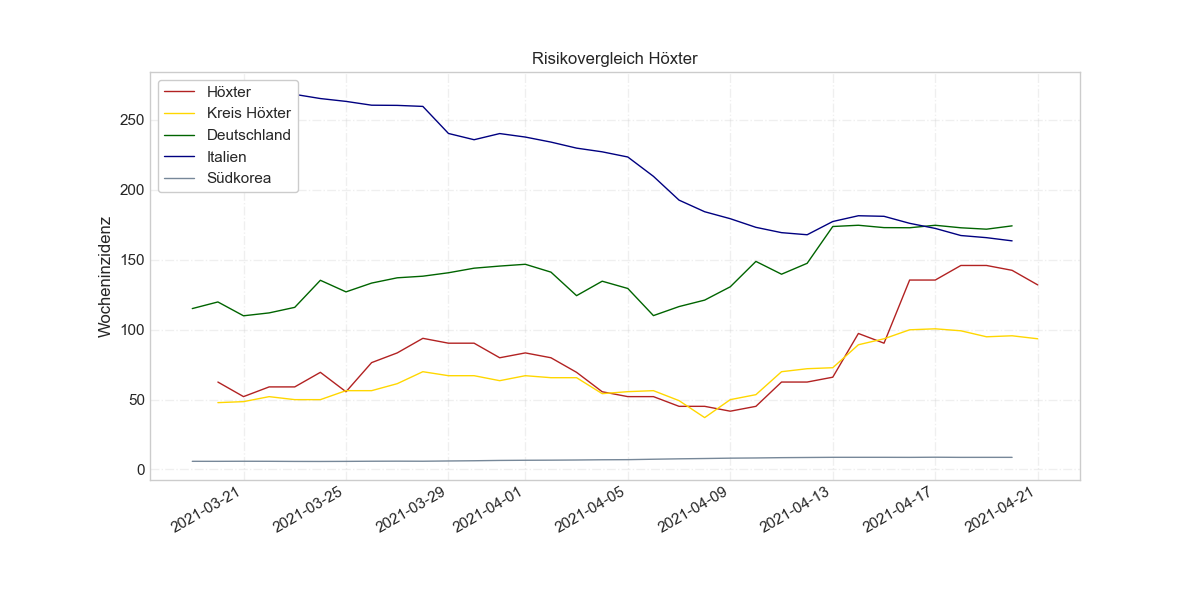 Risikovergleich Höxter
Höxter
Kreis Höxter
Deutschland
Italien
Südkorea
Wocheninzidenz
250
200
150
100
50
0
2021-03-21
2021-03-25
2021-03-29
2021-04-01
2021-04-05
2021-04-09
2021-04-13
2021-04-17
2021-04-21